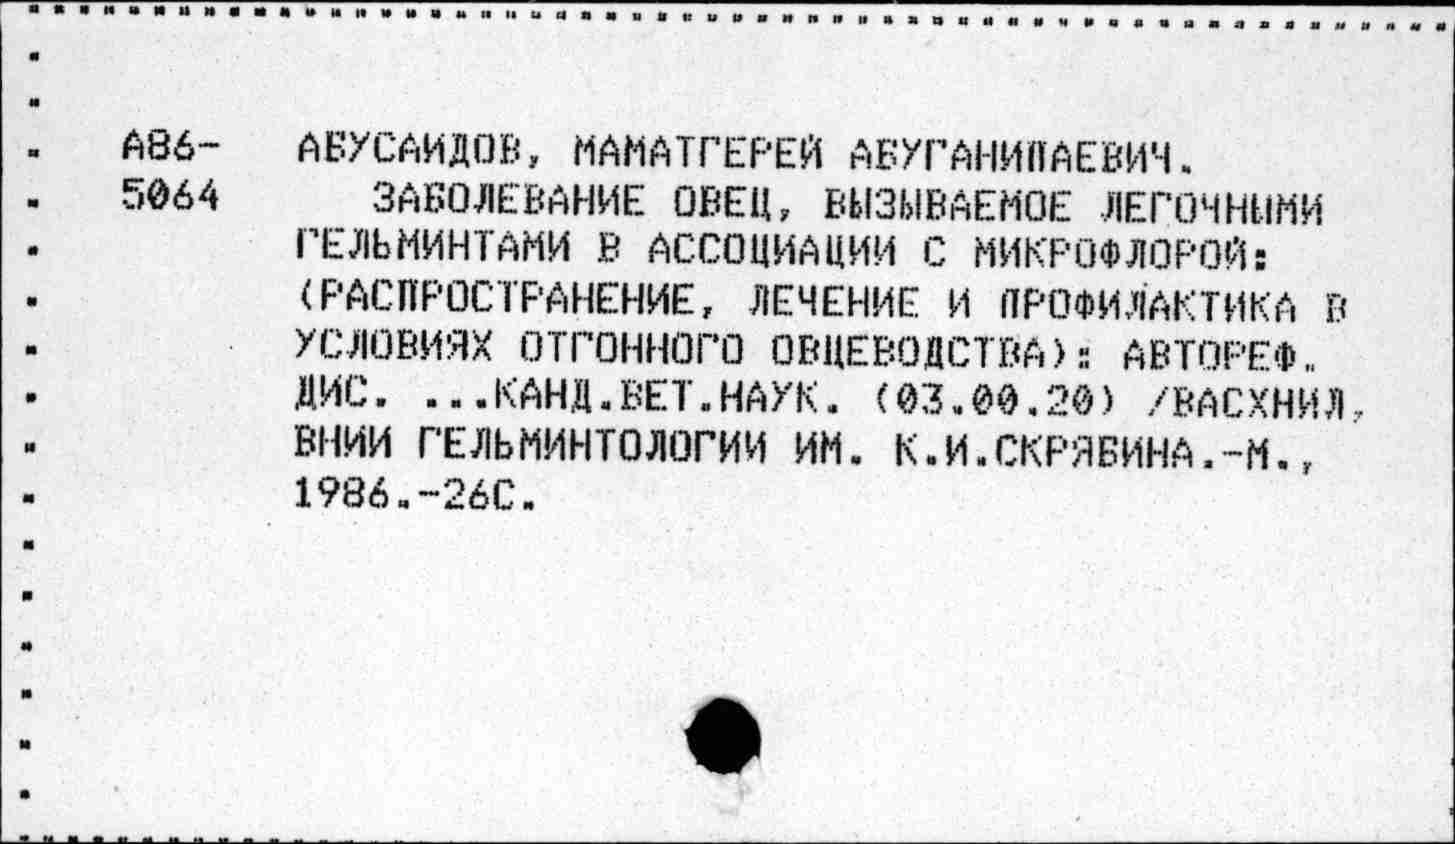 А86- АБУСАИДОВ, МАМАТГЕРЕЙ АБУГАНИПАЕВИЧ.
5064 ЗАБОЛЕВАНИЕ ОВЕЦ, ВЫЗЫВАЕМОЕ ЛЕГОЧНЫМИ
ГЕЛЬМИНТАМИ В АССОЦИАЦИИ С МИКРОФЛОРОЙ:
(РАСПРОСТРАНЕНИЕ, ЛЕЧЕНИЕ И ПРОФИЛАКТИКА В
УСЛОВИЯХ ОТГОННОГО ОВЦЕВОДСТВА): АВТОРЕФ.
ДИС. ...КАНД.ВЕТ.НАУК. (03.00.20) /ВАСХНИЛ,
ВНИИ ГЕЛЬМИНТОЛОГИИ ИМ. К.И.СКРЯБИНА.-М.,
1986.-26С.